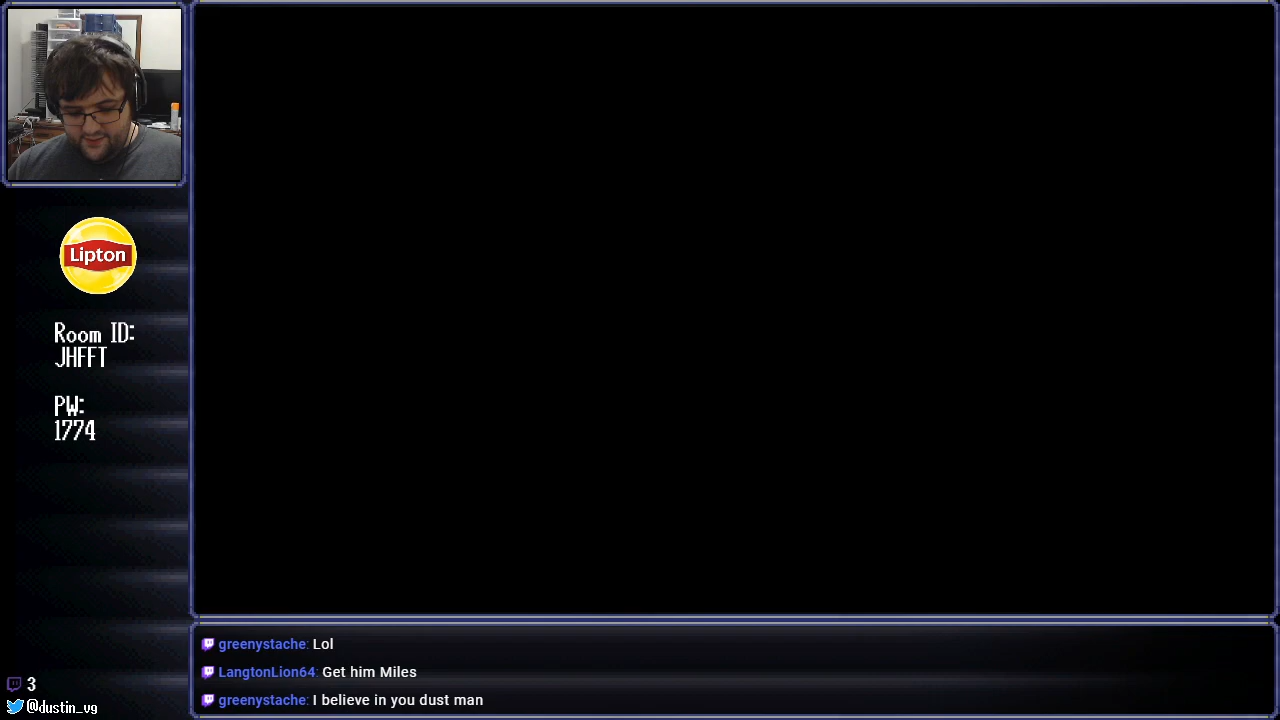 Lipton
Room ID:
JHFFT
PW:
1774
greenystache: Lol
LangtonLion64: Get him Miles
greenystache: I believe in you dust man
3
@dustin_vg